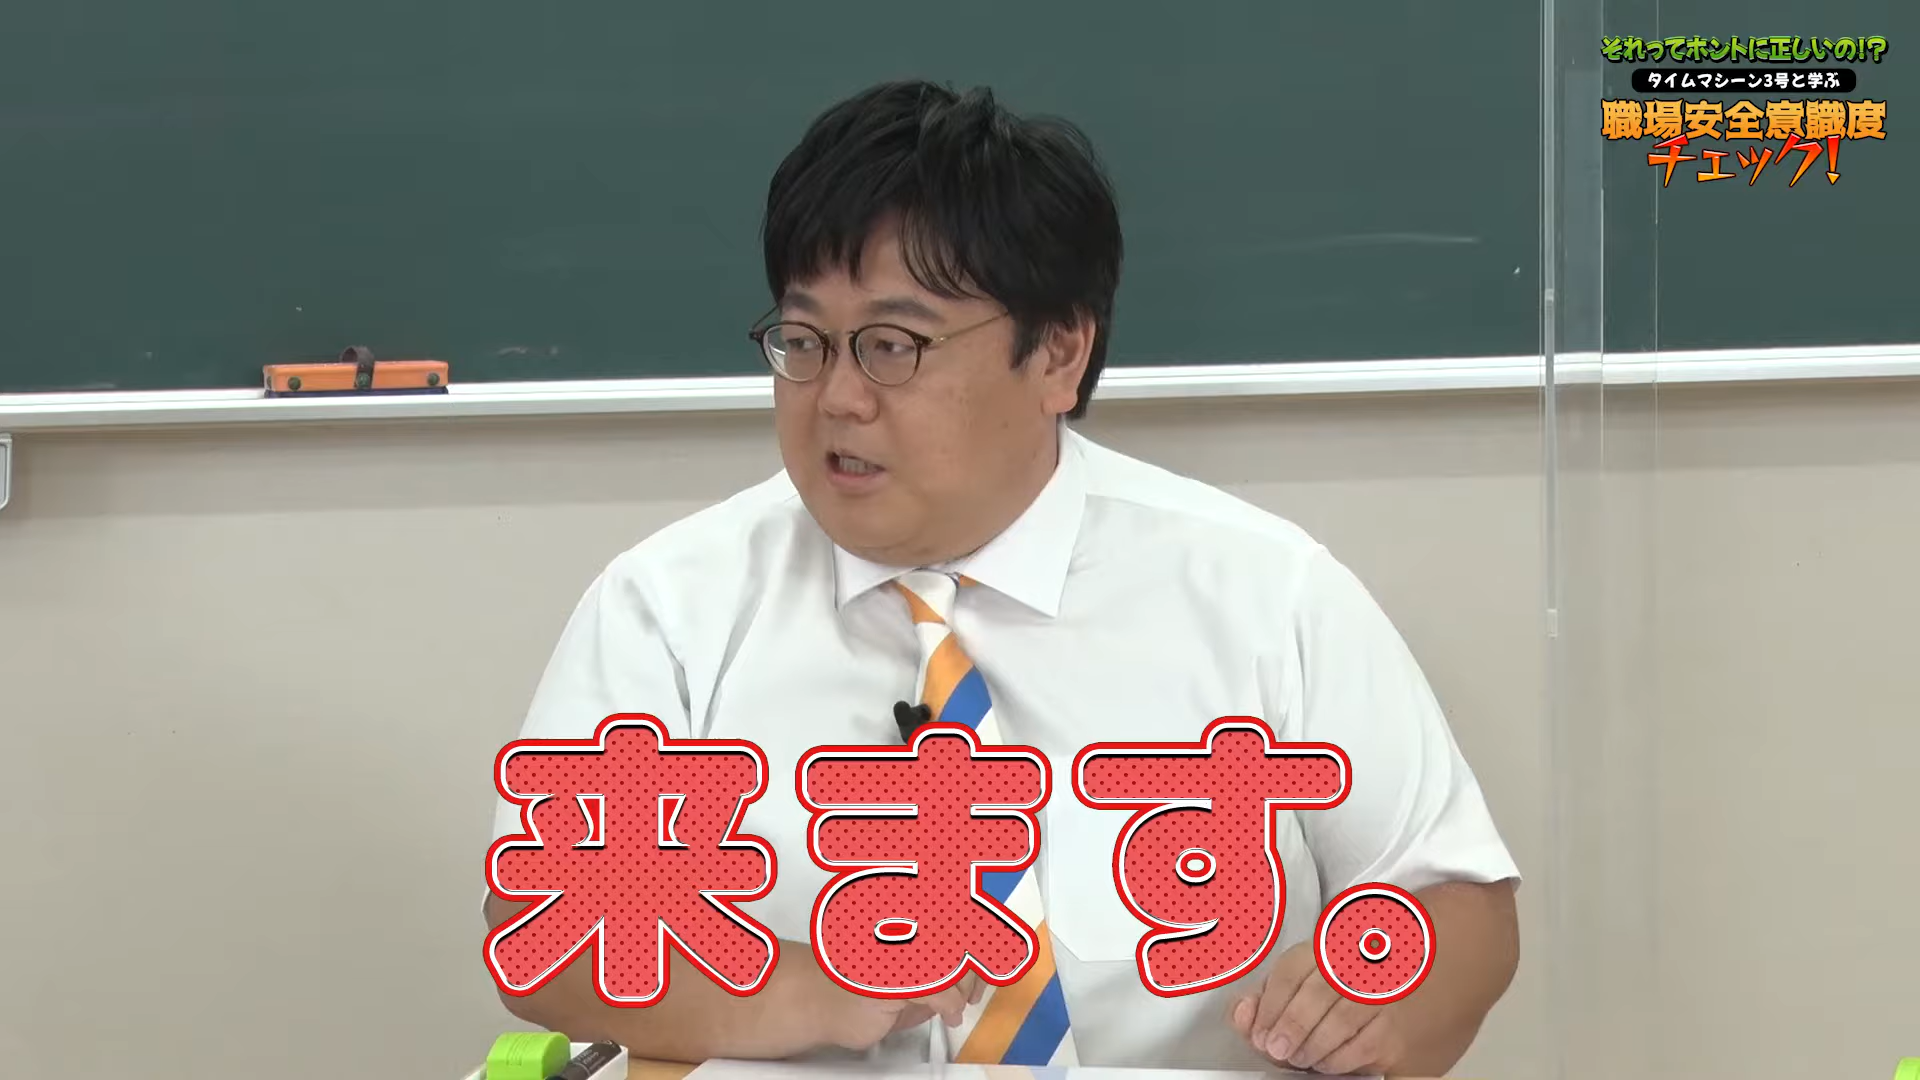 それってホントに正しいの!?
タイムマシーン3号と学ぶ
職場安全意識度
チェック!
来ます。